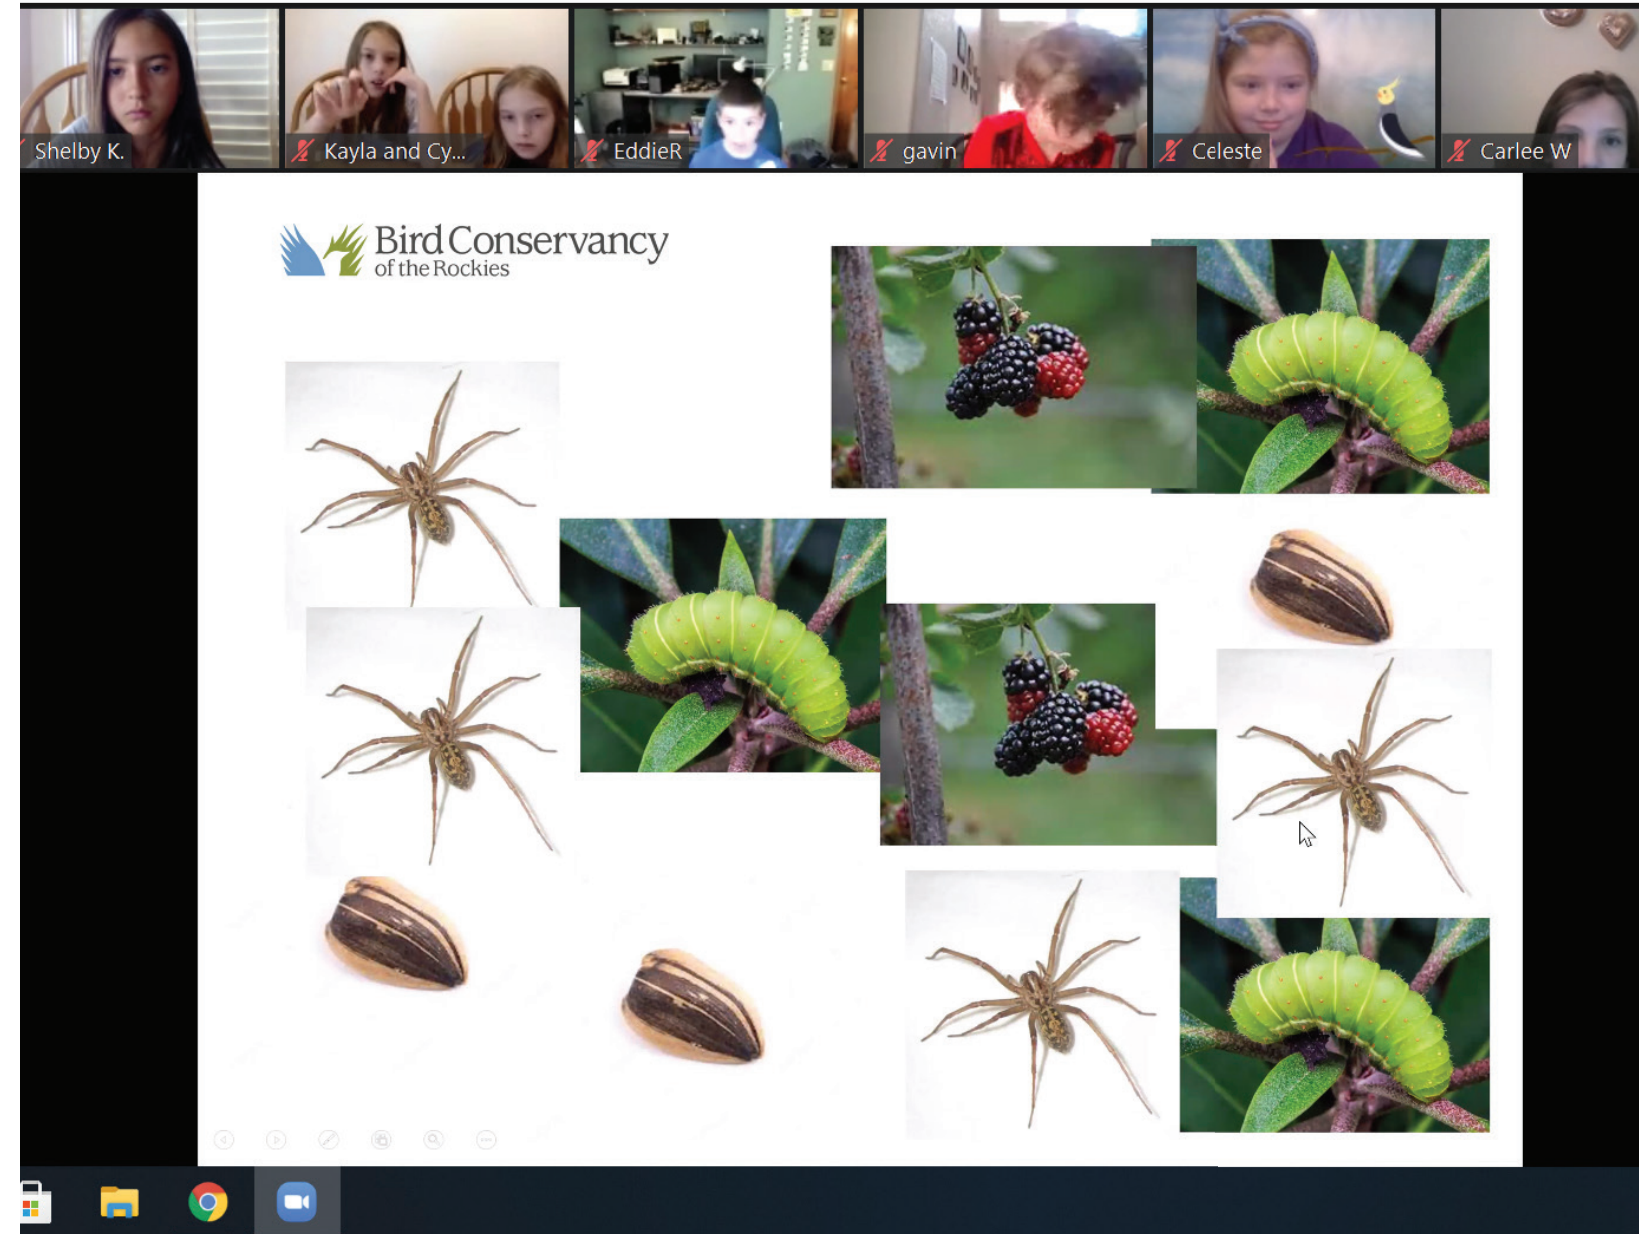 Shelby K.
Kayla and Cy...
EddieR
gavin
Celeste
Carlee W
Bird Conservancy
of the Rockies